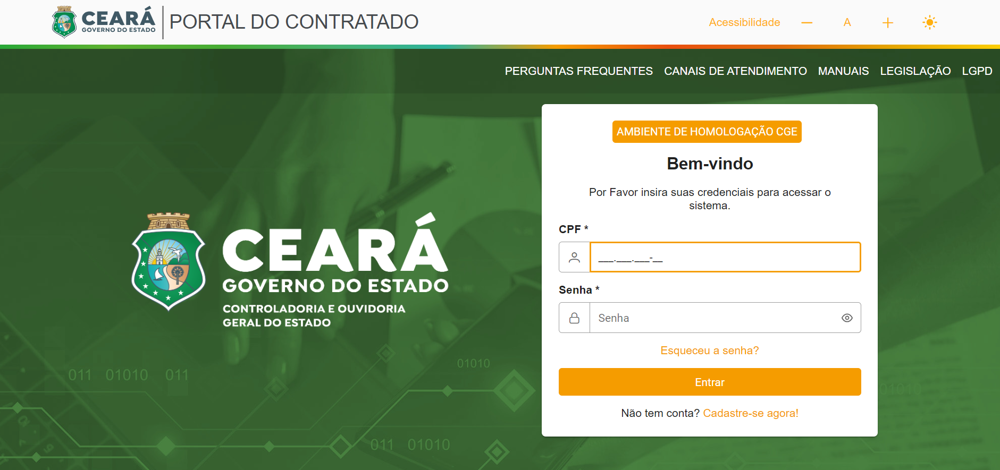 CEARÁ
GOVERNO DO ESTADO
PORTAL DO CONTRATADO
Acessibilidade
A
PERGUNTAS FREQUENTES
CANAIS DE ATENDIMENTO
MANUAIS
LEGISLAÇÃO
LGPD
CEARÁ
GOVERNO DO ESTADO
CONTROLADORIA E OUVIDORIA
GERAL DO ESTADO
AMBIENTE DE HOMOLOGAÇÃO CGE
Bem-vindo
Por Favor insira suas credenciais para acessar o
sistema.
CPF *
___.___.___-__
Senha *
Senha
Esqueceu a senha?
Entrar
Não tem conta? Cadastre-se agora!
011 01010 011
01010
01010
011 01010